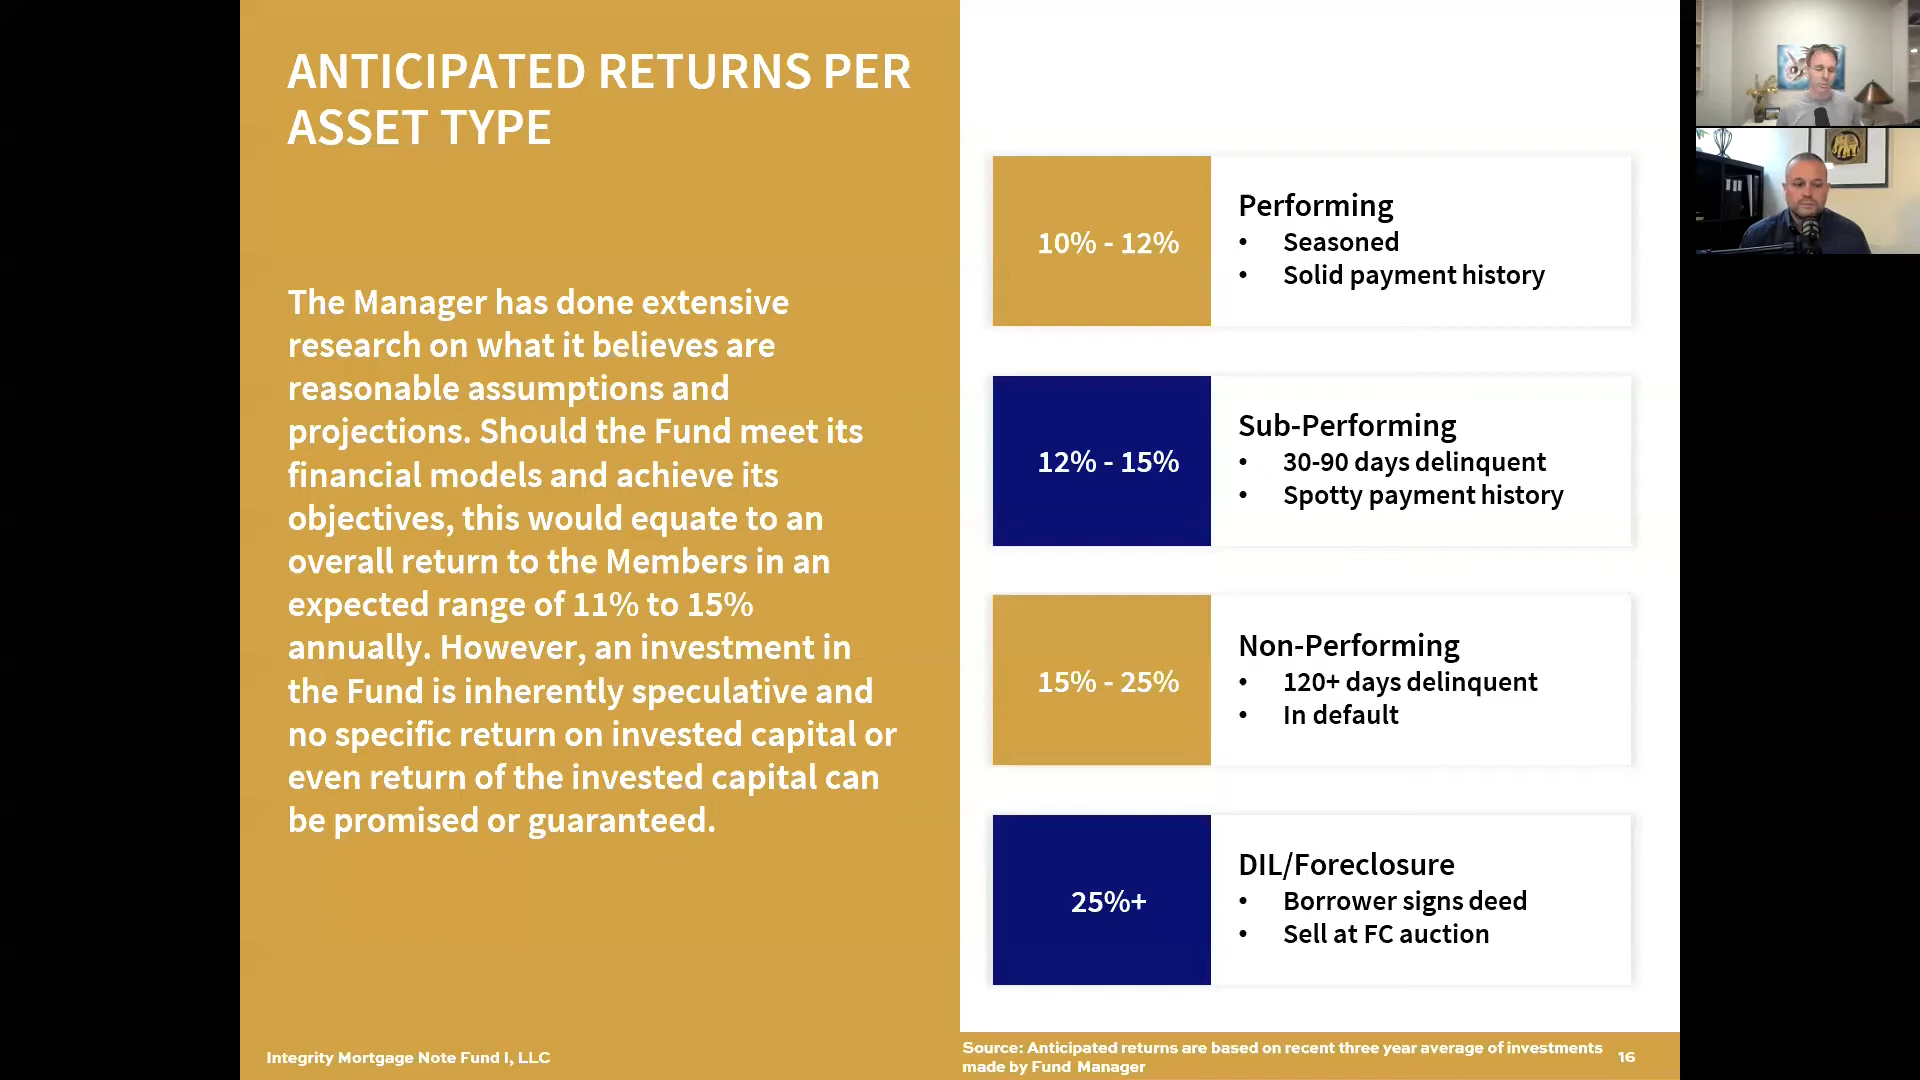 ANTICIPATED RETURNS PER
ASSET TYPE
The Manager has done extensive
research on what it believes are
reasonable assumptions and
projections. Should the Fund meet its
financial models and achieve its
objectives, this would equate to an
overall return to the Members in an
expected range of 11% to 15%
annually. However, an investment in
the Fund is inherently speculative and
no specific return on invested capital or
even return of the invested capital can
be promised or guaranteed.
10% - 12%
Performing
• Seasoned
• Solid payment history
12% - 15%
Sub-Performing
• 30-90 days delinquent
• Spotty payment history
15% - 25%
Non-Performing
• 120+ days delinquent
• In default
25%+
DIL/Foreclosure
• Borrower signs deed
• Sell at FC auction
Integrity Mortgage Note Fund I, LLC
Source: Anticipated returns are based on recent three year average of investments
made by Fund Manager
16